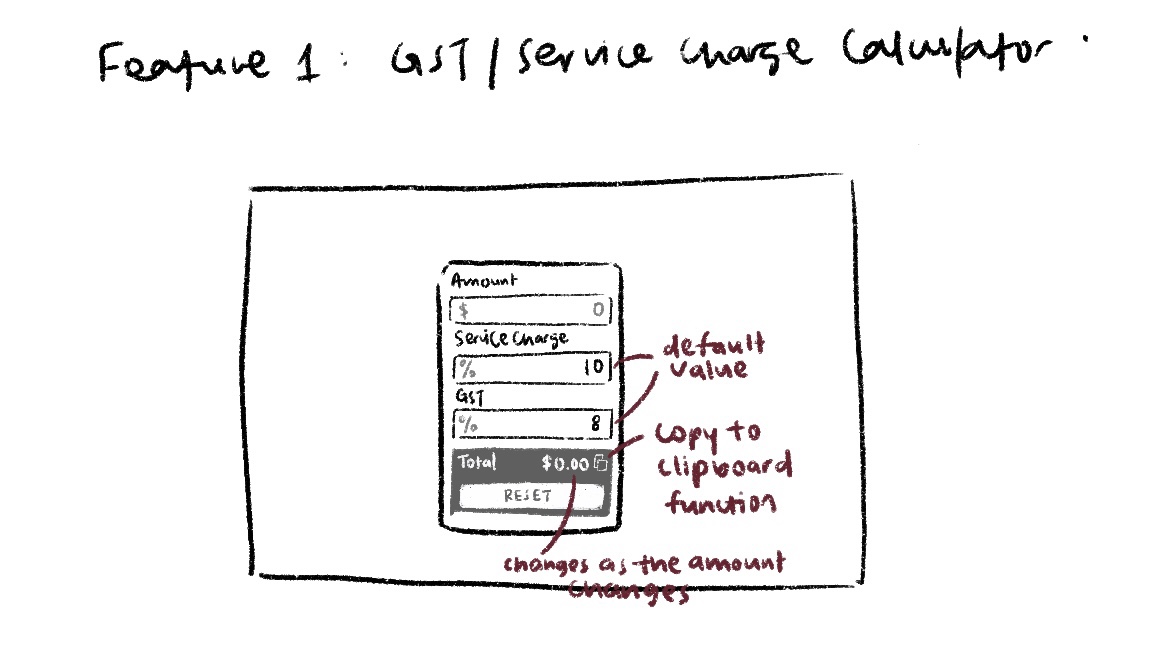 Feature 1: GST/Service Charge Calculator.
Amount
$ 0
Service Charge
% 10
default
value
GST
% 8
copy to
clipboard
function
Total $0.00
RESET
changes as the amount
changes